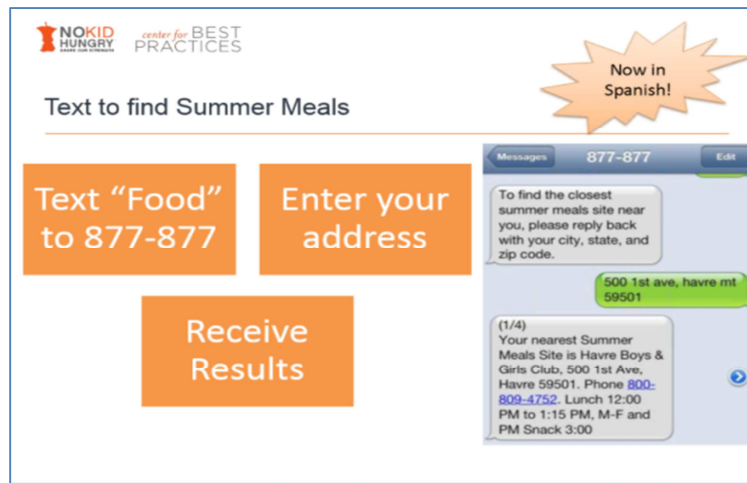 NOKID
HUNGRY
SHARE OUR STRENGTH
center for BEST
PRACTICES
Now in
Spanish!
Text to find Summer Meals
Text “Food”
to 877-877
Enter your
address
Receive
Results
Messages
877-877
Edit
To find the closest
summer meals site near
you, please reply back
with your city, state, and
zip code.
500 1st ave, havre mt
59501
(1/4)
Your nearest Summer
Meals Site is Havre Boys &
Girls Club, 500 1st Ave,
Havre 59501. Phone 800-
809-4752. Lunch 12:00
PM to 1:15 PM, M-F and
PM Snack 3:00